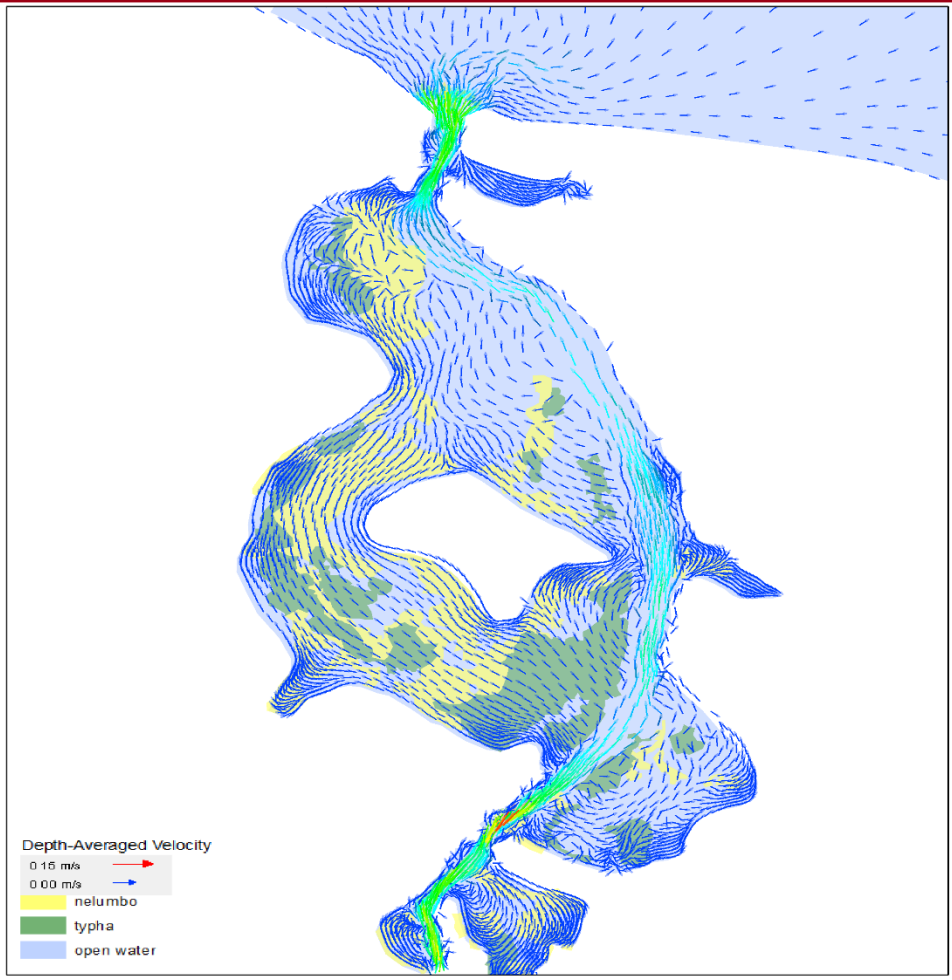 Depth-Averaged Velocity
0.15 m/s
0.00 m/s
nelumbo
typha
open water